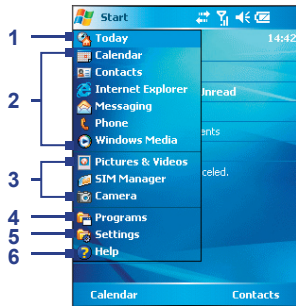 Start
14:42
1 Today
2
Calendar
Contacts
Internet Explorer
Unread
Messaging
Phone
ents
Windows Media
3
Pictures & Videos
celed.
SIM Manager
Camera
4 Programs
5 Settings
6 Help
Calendar Contacts